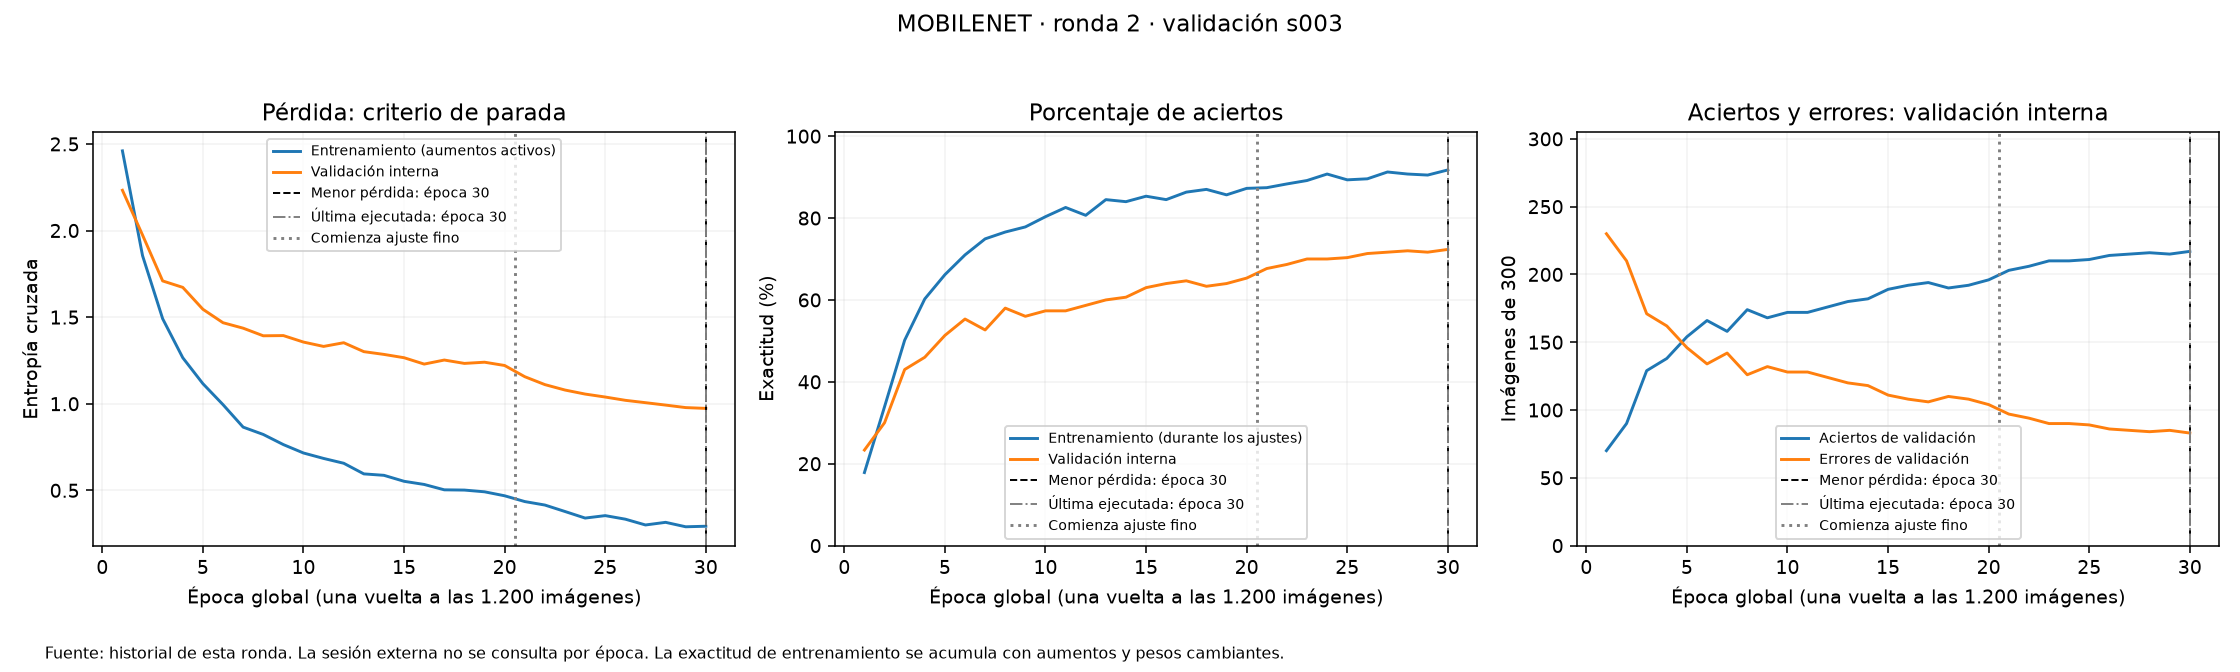 MOBILENET · ronda 2 · validación s003
Pérdida: criterio de parada
Entropía cruzada
2.5
2.0
1.5
1.0
0.5
Entrenamiento (aumentos activos)
Validación interna
Menor pérdida: época 30
Última ejecutada: época 30
Comienza ajuste fino
0 5 10 15 20 25 30
Época global (una vuelta a las 1.200 imágenes)
Porcentaje de aciertos
Exactitud (%)
100
80
60
40
20
0
Entrenamiento (durante los ajustes)
Validación interna
Menor pérdida: época 30
Última ejecutada: época 30
Comienza ajuste fino
0 5 10 15 20 25 30
Época global (una vuelta a las 1.200 imágenes)
Aciertos y errores: validación interna
Imágenes de 300
300
250
200
150
100
50
0
Aciertos de validación
Errores de validación
Menor pérdida: época 30
Última ejecutada: época 30
Comienza ajuste fino
0 5 10 15 20 25 30
Época global (una vuelta a las 1.200 imágenes)
Fuente: historial de esta ronda. La sesión externa no se consulta por época. La exactitud de entrenamiento se acumula con aumentos y pesos cambiantes.